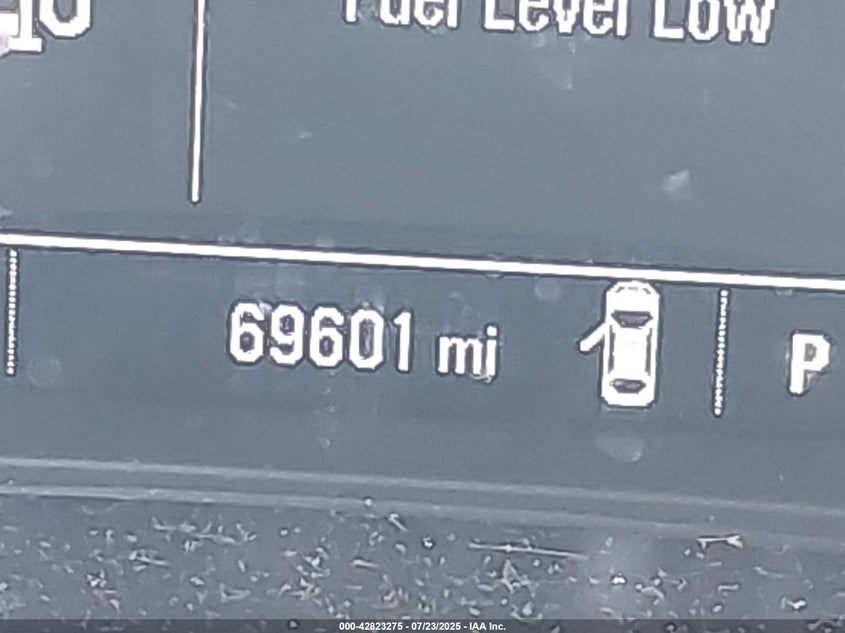 Fuel Level Low
69601 mi
P
000-42823275 - 07/23/2025 - IAA Inc.